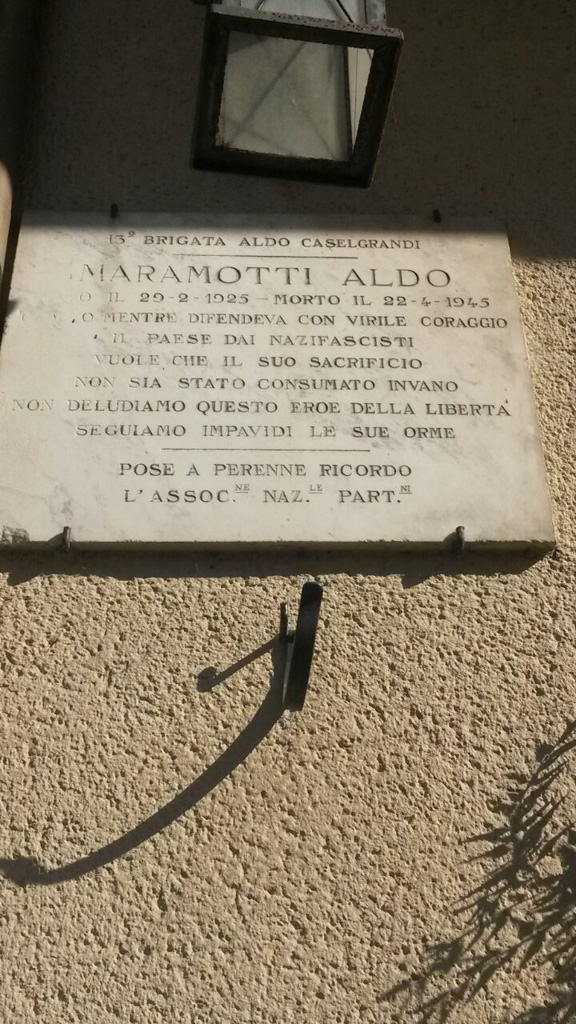 13ª BRIGATA ALDO CASELGRANDI
MARAMOTTI ALDO
O IL 29-2-1925 - MORTO IL 22-4-1945
O MENTRE DIFENDEVA CON VIRILE CORAGGIO
IL PAESE DAI NAZIFASCISTI
VUOLE CHE IL SUO SACRIFICIO
NON SIA STATO CONSUMATO INVANO
NON DELUDIAMO QUESTO EROE DELLA LIBERTA
SEGUIAMO IMPAVIDI LE SUE ORME
POSE A PERENNE RICORDO
L'ASSOC.NE NAZ.LE PART.NI